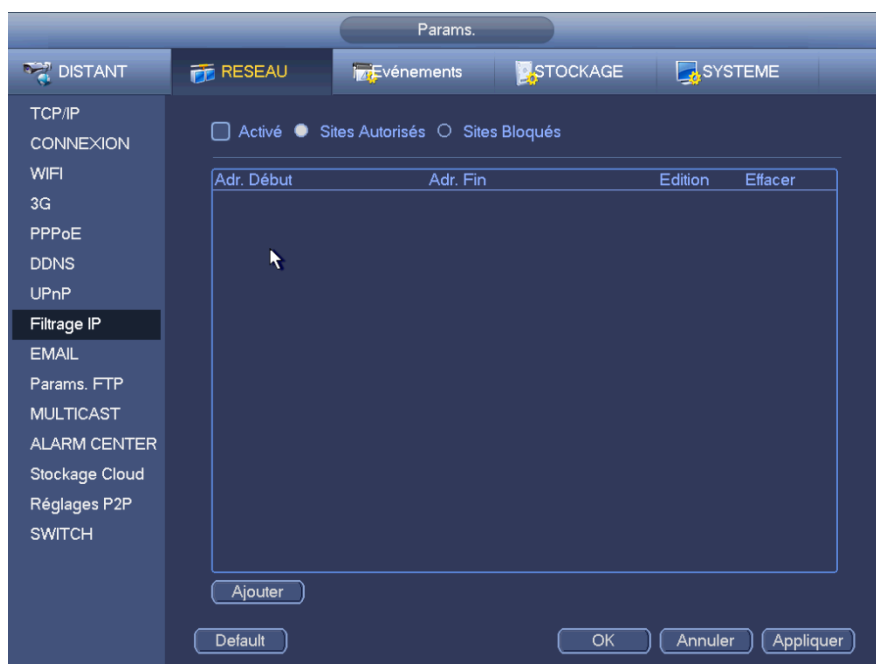 Params.
DISTANT RESEAU Evénements STOCKAGE SYSTEME
TCP/IP
CONNEXION
WIFI
3G
PPPoE
DDNS
UPnP
Filtrage IP
EMAIL
Params. FTP
MULTICAST
ALARM CENTER
Stockage Cloud
Réglages P2P
SWITCH
Activé Sites Autorisés Sites Bloqués
Adr. Début Adr. Fin Edition Effacer
Ajouter
Default OK Annuler Appliquer